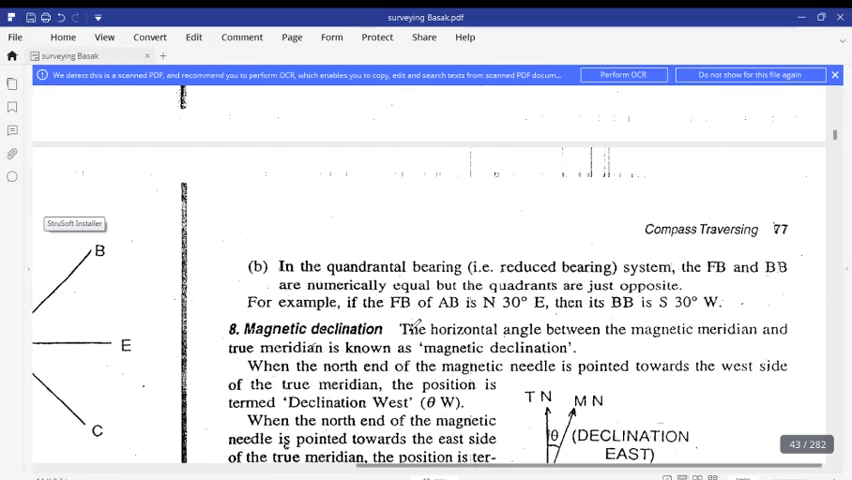 surveying Basak.pdf
File Home View Convert Edit Comment Page Form Protect Share Help
surveying Basak
We detect this is a scanned PDF, and recommend you to perform OCR, which enables you to copy, edit and search texts from scanned PDF docum...
Perform OCR
Do not show for this file again
StruSoft Installer
B
E
C
Compass Traversing 77
(b) In the quandrantal bearing (i.e. reduced bearing) system, the FB and BB
are numerically equal but the quadrants are just opposite.
For example, if the FB of AB is N 30° E, then its BB is S 30° W.
8. Magnetic declination The horizontal angle between the magnetic meridian and
true meridian is known as ‘magnetic declination’.
When the north end of the magnetic needle is pointed towards the west side
of the true meridian, the position is
termed ‘Declination West’ (θ W).
When the north end of the magnetic
needle is pointed towards the east side
of the true meridian, the position is ter-
T N
M N
θ
(DECLINATION
EAST)
43 / 282